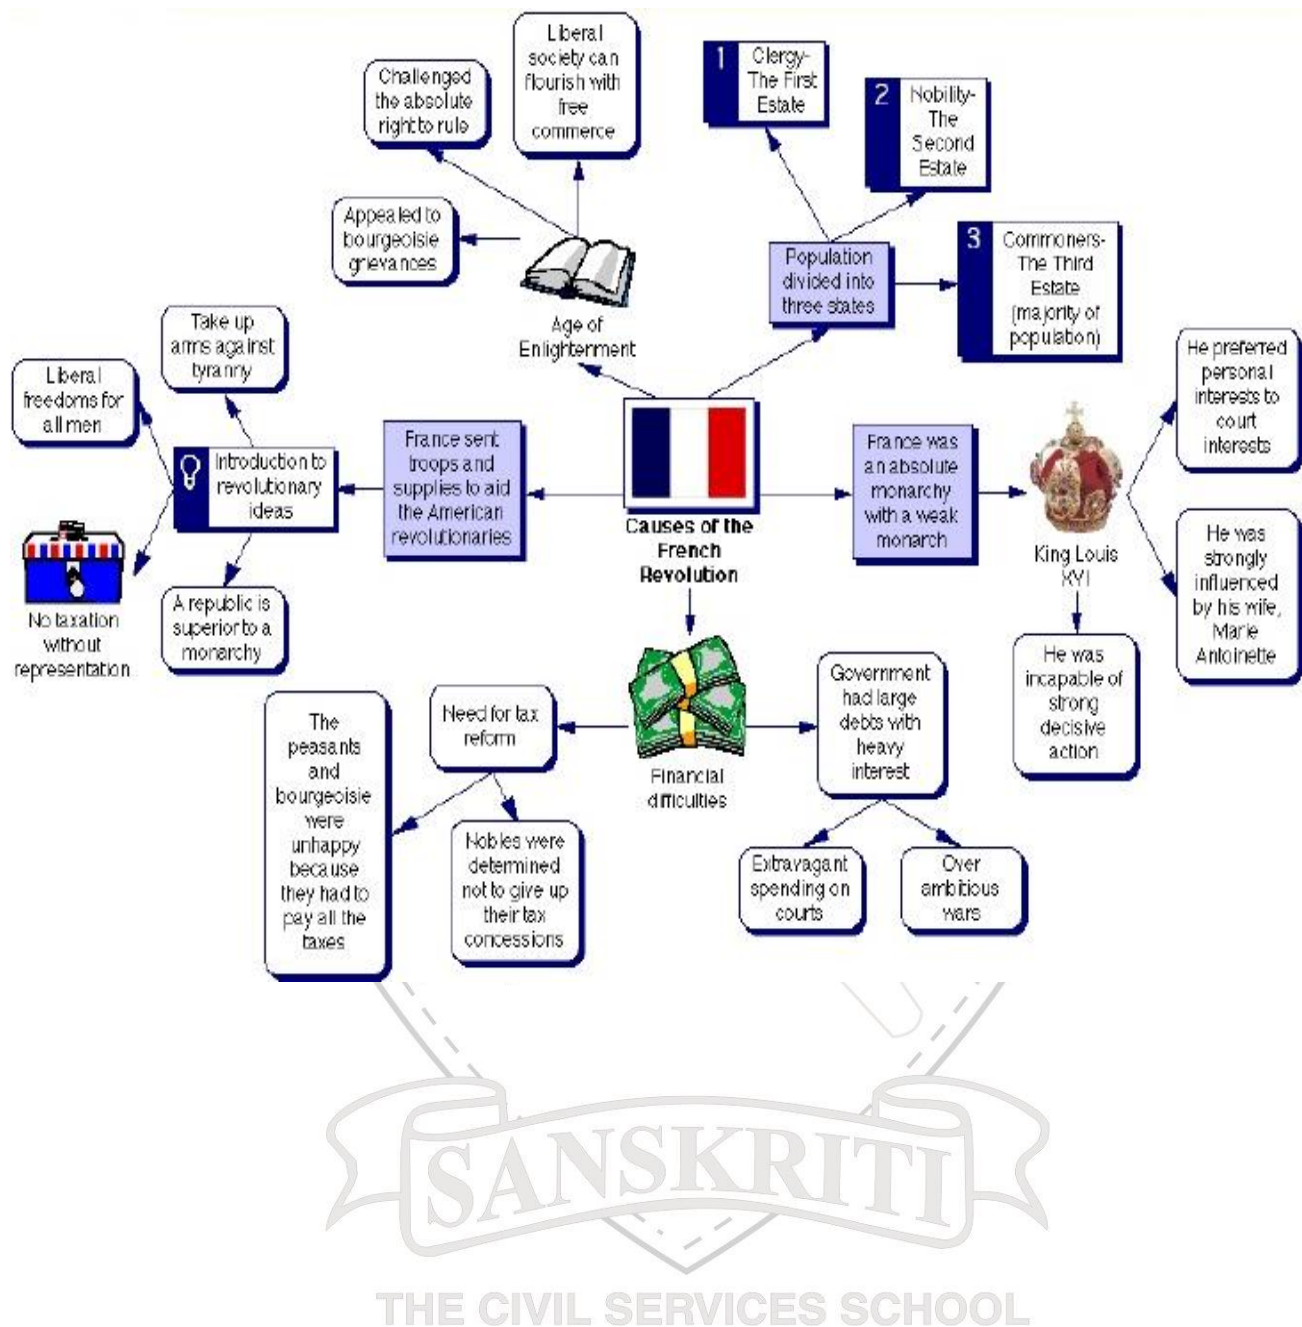 Liberal
society can
flourish with
free
commerce
Challenged
the absolute
right to rule
Appealed to
bourgeoisie
grievances
Age of
Enlighterment
1
Clergy-
The First
Estate
2
Nobility-
The
Second
Estate
3
Commoners-
The Third
Estate
(majority of
population)
Population
divided into
three states
Take up
arms against
tyranny
Liberal
freedoms for
all men
Introduction to
revolutionary
ideas
France sent
troops and
supplies to aid
the American
revolutionaries
No taxation
without
representation
A republic is
superior to a
monarchy
Causes of the
French
Revolution
France was
an absolute
monarchy
with a weak
monarch
King Louis
XVI
He preferred
personal
interests to
court
interests
He was
strongly
influenced
by his wife,
Marie
Antoinette
He was
incapable of
strong
decisive
action
Financial
difficulties
Need for tax
reform
The
peasants
and
bourgeoisie
were
unhappy
because
they had to
pay all the
taxes
Nobles were
determined
not to give up
their tax
concessions
Government
had large
debts with
heavy
interest
Extravagant
spending on
courts
Over
ambitious
wars
SANSKRITI
THE CIVIL SERVICES SCHOOL